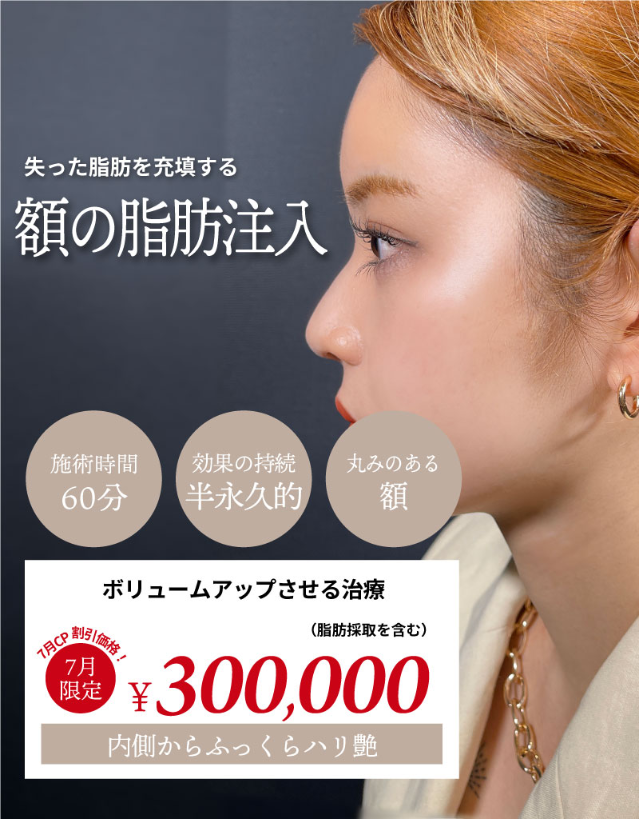 失った脂肪を充填する
額の脂肪注入
施術時間
60分
効果の持続
半永久的
丸みのある
額
ボリュームアップさせる治療
（脂肪採取を含む）
7月CP 割引価格！
7月
限定
¥300,000
内側からふっくらハリ艶